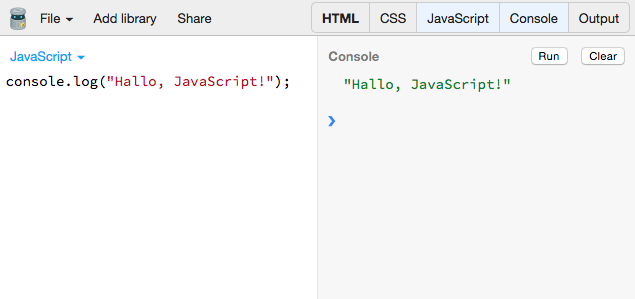 File Add library Share HTML CSS JavaScript Console Output
JavaScript
console.log("Hallo, JavaScript!");
Console Run Clear
"Hallo, JavaScript!"